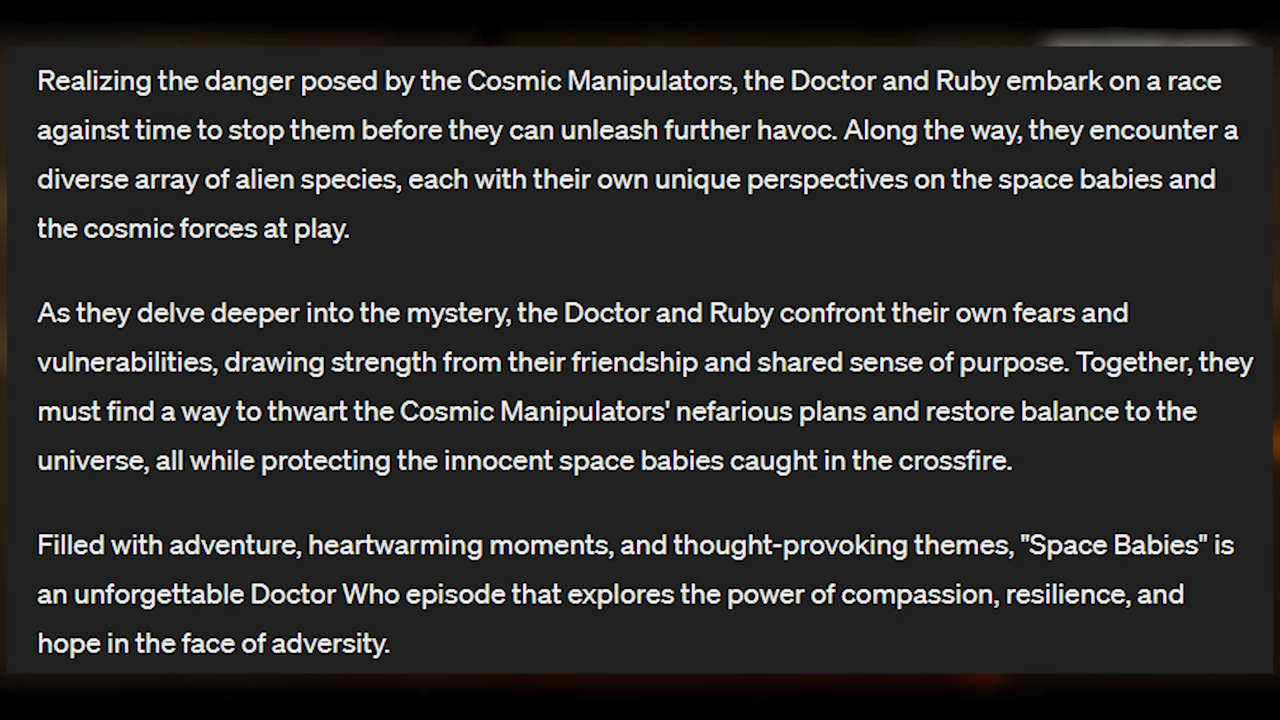 Realizing the danger posed by the Cosmic Manipulators, the Doctor and Ruby embark on a race
against time to stop them before they can unleash further havoc. Along the way, they encounter a
diverse array of alien species, each with their own unique perspectives on the space babies and
the cosmic forces at play.
As they delve deeper into the mystery, the Doctor and Ruby confront their own fears and
vulnerabilities, drawing strength from their friendship and shared sense of purpose. Together, they
must find a way to thwart the Cosmic Manipulators' nefarious plans and restore balance to the
universe, all while protecting the innocent space babies caught in the crossfire.
Filled with adventure, heartwarming moments, and thought-provoking themes, "Space Babies" is
an unforgettable Doctor Who episode that explores the power of compassion, resilience, and
hope in the face of adversity.